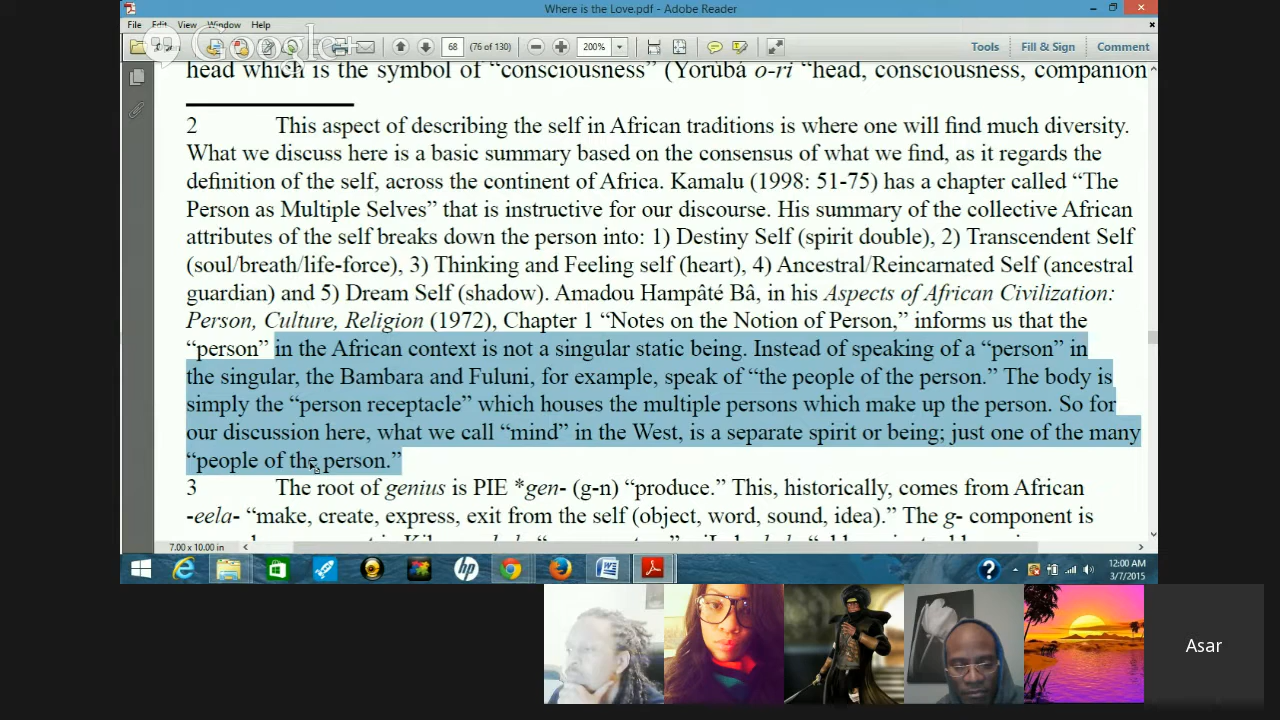 Where is the Love.pdf - Adobe Reader
File Edit View Window Help
Google+
68 (76 of 130) 200% Tools Fill & Sign Comment
head which is the symbol of “consciousness” (Yorùbá o-ri “head, consciousness, companion
2 This aspect of describing the self in African traditions is where one will find much diversity.
What we discuss here is a basic summary based on the consensus of what we find, as it regards the
definition of the self, across the continent of Africa. Kamalu (1998: 51-75) has a chapter called “The
Person as Multiple Selves” that is instructive for our discourse. His summary of the collective African
attributes of the self breaks down the person into: 1) Destiny Self (spirit double), 2) Transcendent Self
(soul/breath/life-force), 3) Thinking and Feeling self (heart), 4) Ancestral/Reincarnated Self (ancestral
guardian) and 5) Dream Self (shadow). Amadou Hampâté Bâ, in his Aspects of African Civilization:
Person, Culture, Religion (1972), Chapter 1 “Notes on the Notion of Person,” informs us that the
“person” in the African context is not a singular static being. Instead of speaking of a “person” in
the singular, the Bambara and Fuluni, for example, speak of “the people of the person.” The body is
simply the “person receptacle” which houses the multiple persons which make up the person. So for
our discussion here, what we call “mind” in the West, is a separate spirit or being; just one of the many
“people of the person.”
3 The root of genius is PIE *gen- (g-n) “produce.” This, historically, comes from African
-eela- “make, create, express, exit from the self (object, word, sound, idea).” The g- component is
7.00 x 10.00 in
hp
12:00 AM
3/7/2015
Asar